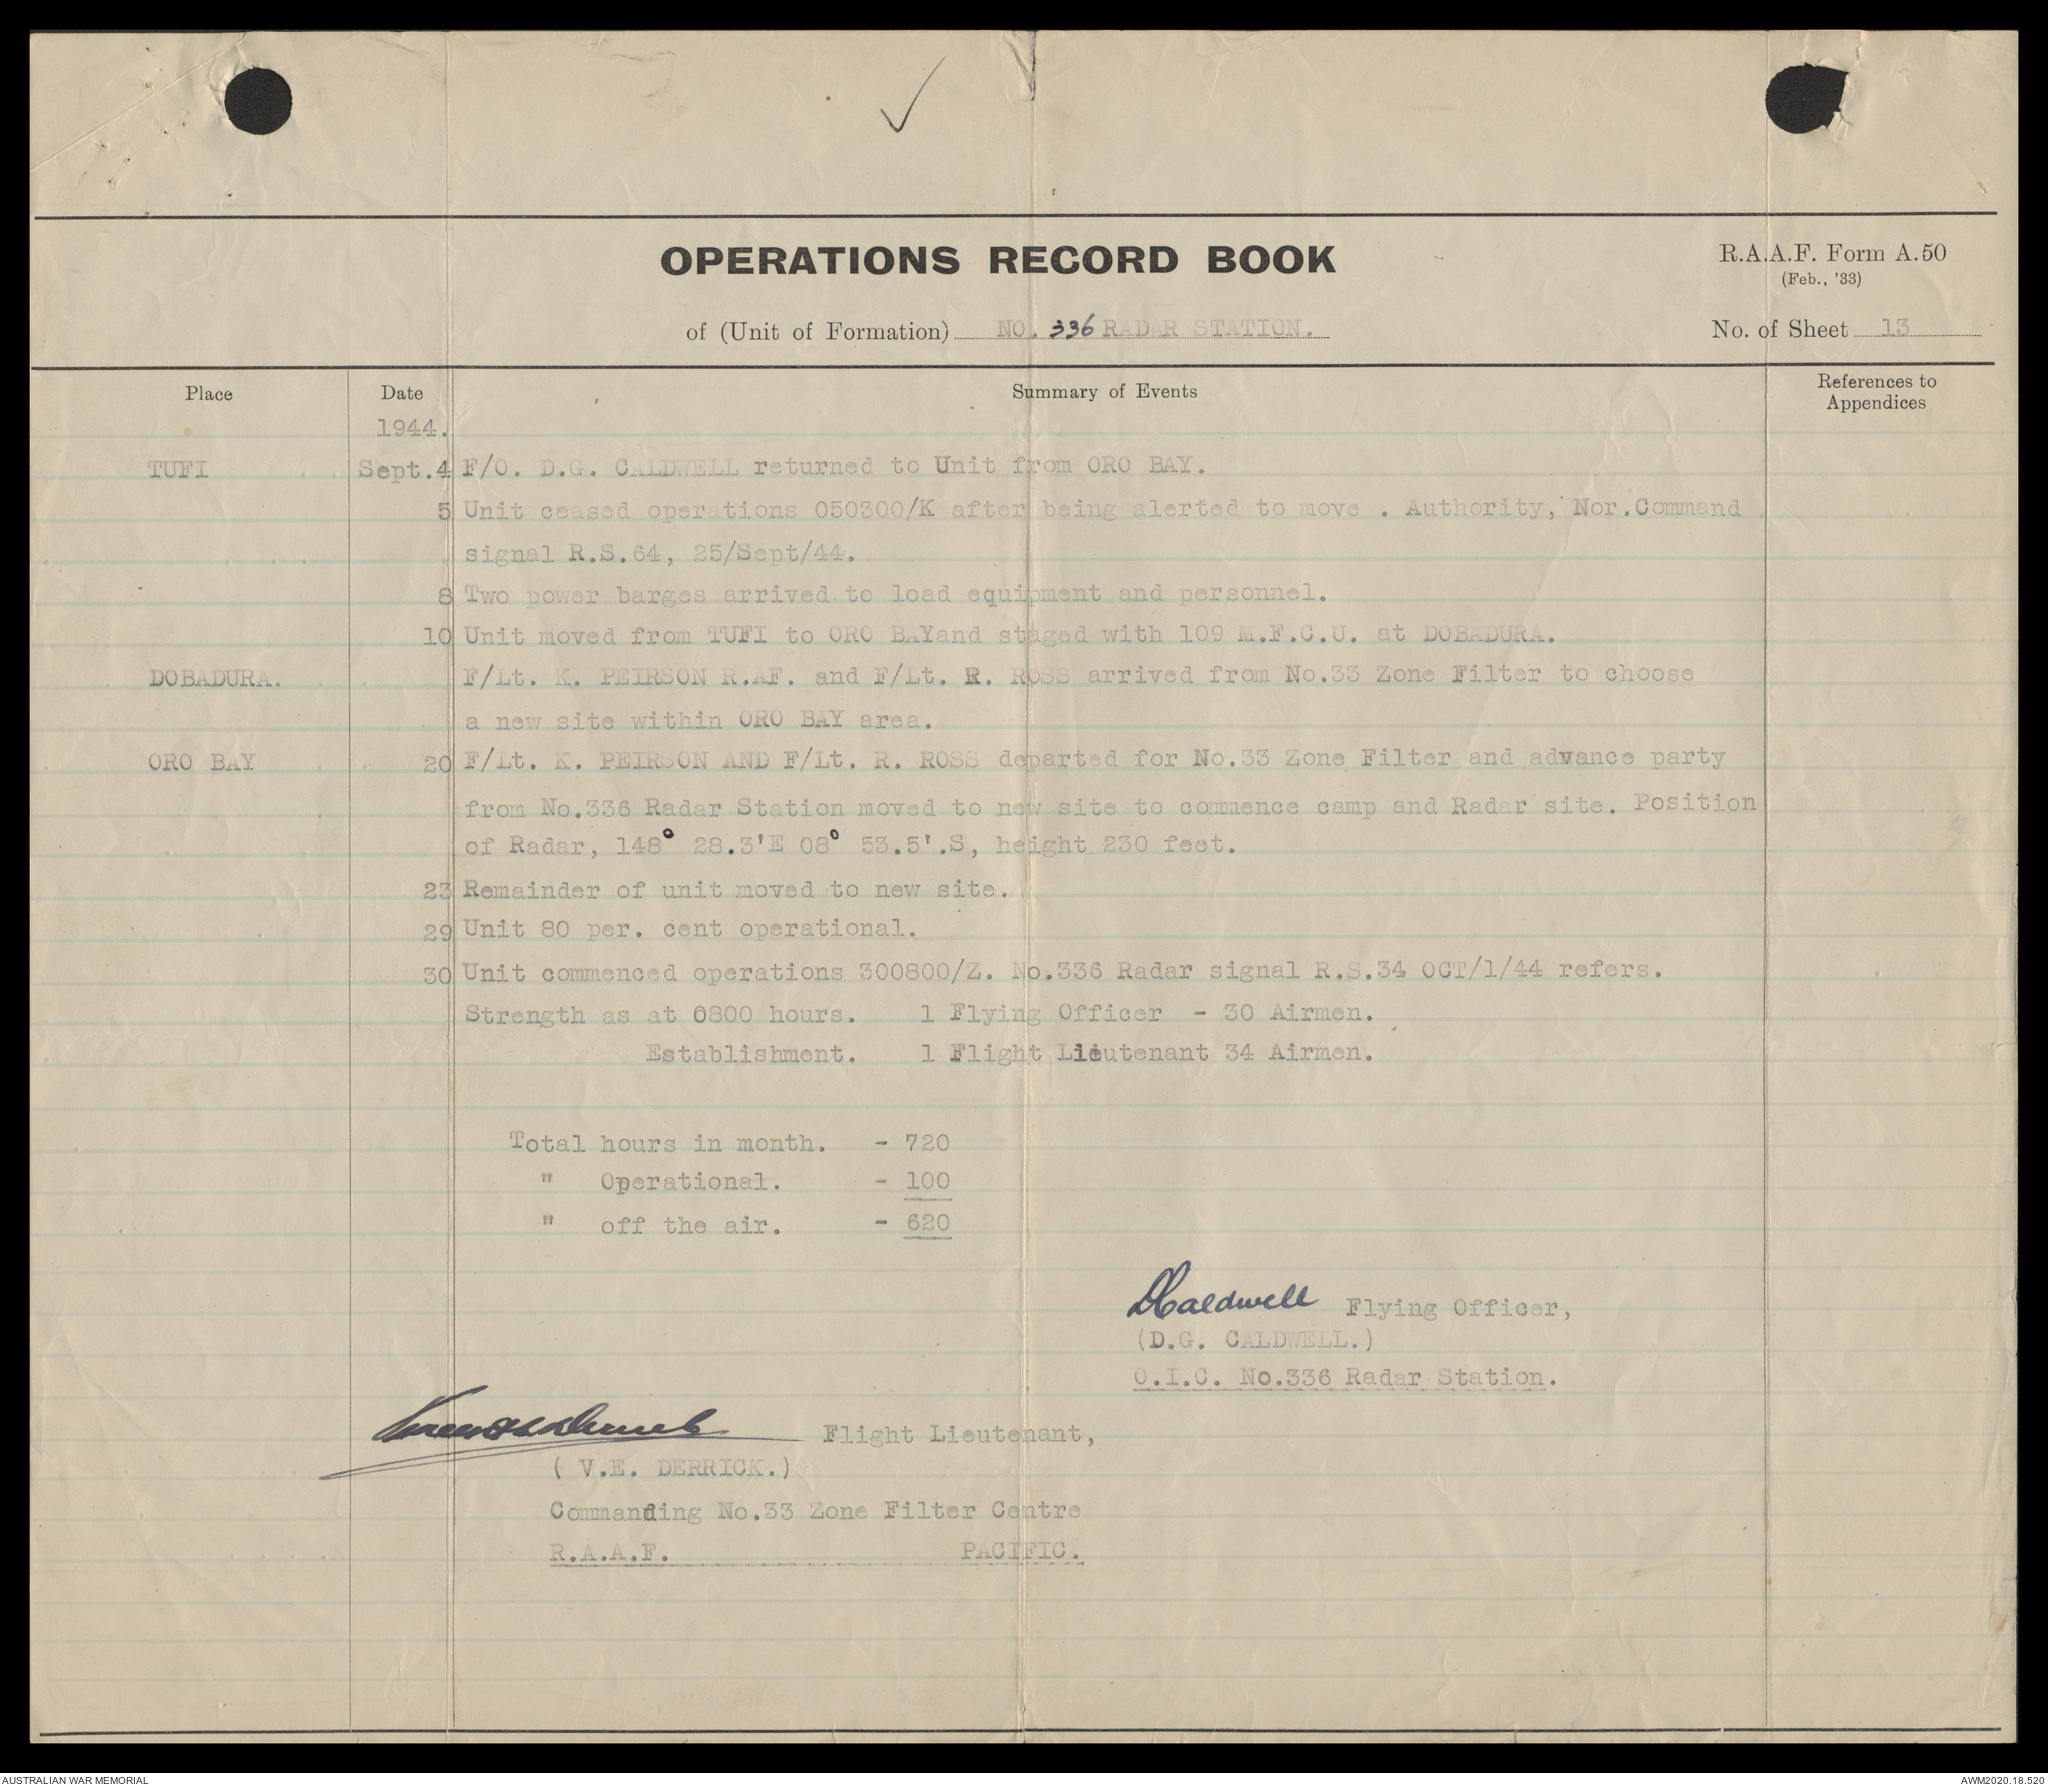 OPERATIONS RECORD BOOK
R.A.A.F. Form A.50
(Feb., '33)
of (Unit of Formation) NO. 336 RADAR STATION.
No. of Sheet 13
Place Date Summary of Events References to Appendices
1944.
TUFI Sept.4 F/O. D.G. CALDWELL returned to Unit from ORO BAY.
5 Unit ceased operations 050300/K after being alerted to move . Authority, Nor.Command
signal R.S.64, 25/Sept/44.
8 Two power barges arrived to load equipment and personnel.
10 Unit moved from TUFI to ORO BAYand staged with 109 M.F.C.U. at DOBADURA.
DOBADURA. F/Lt. K. PEIRSON R.AF. and F/Lt. R. ROSS arrived from No.33 Zone Filter to choose
a new site within ORO BAY area.
ORO BAY 20 F/Lt. K. PEIRSON AND F/Lt. R. ROSS departed for No.33 Zone Filter and advance party
from No.336 Radar Station moved to new site to commence camp and Radar site. Position
of Radar, 148° 28.3'E 08° 53.5'.S, height 230 feet.
23 Remainder of unit moved to new site.
29 Unit 80 per. cent operational.
30 Unit commenced operations 300800/Z. No.336 Radar signal R.S.34 OCT/1/44 refers.
Strength as at 0800 hours. 1 Flying Officer - 30 Airmen.
Establishment. 1 Flight Lieutenant 34 Airmen.
Total hours in month. - 720
" Operational. - 100
" off the air. - 620
DCaldwell Flying Officer,
(D.G. CALDWELL.)
O.I.C. No.336 Radar Station.
Flight Lieutenant,
( V.E. DERRICK.)
Commanding No.33 Zone Filter Centre
R.A.A.F. PACIFIC.
AUSTRALIAN WAR MEMORIAL
AWM2020.18.520